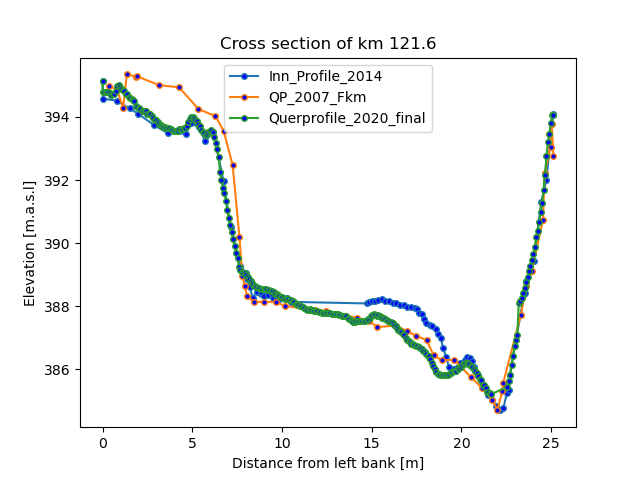 Cross section of km 121.6
Inn_Profile_2014
QP_2007_Fkm
Querprofile_2020_final
Elevation [m.a.s.l]
394
392
390
388
386
0 5 10 15 20 25
Distance from left bank [m]